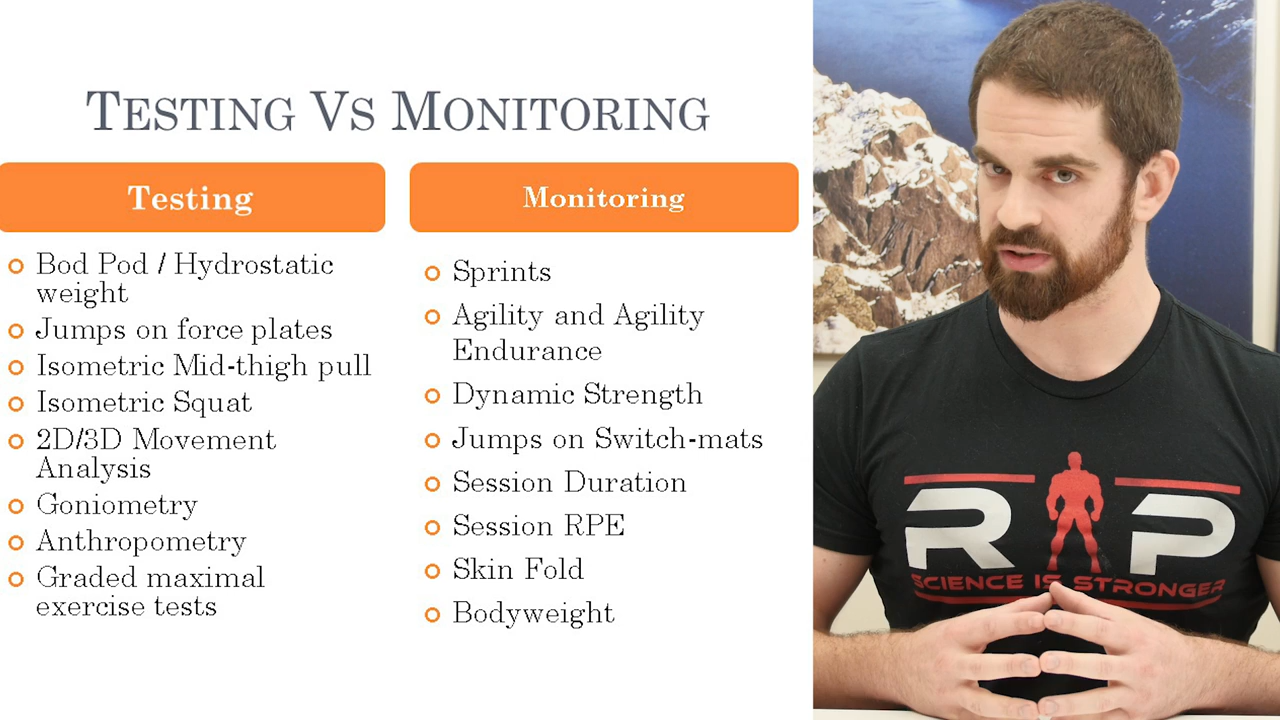 TESTING VS MONITORING
Testing
Bod Pod / Hydrostatic
weight
Jumps on force plates
Isometric Mid-thigh pull
Isometric Squat
2D/3D Movement
Analysis
Goniometry
Anthropometry
Graded maximal
exercise tests
Monitoring
Sprints
Agility and Agility
Endurance
Dynamic Strength
Jumps on Switch-mats
Session Duration
Session RPE
Skin Fold
Bodyweight
RP
SCIENCE IS STRONGER